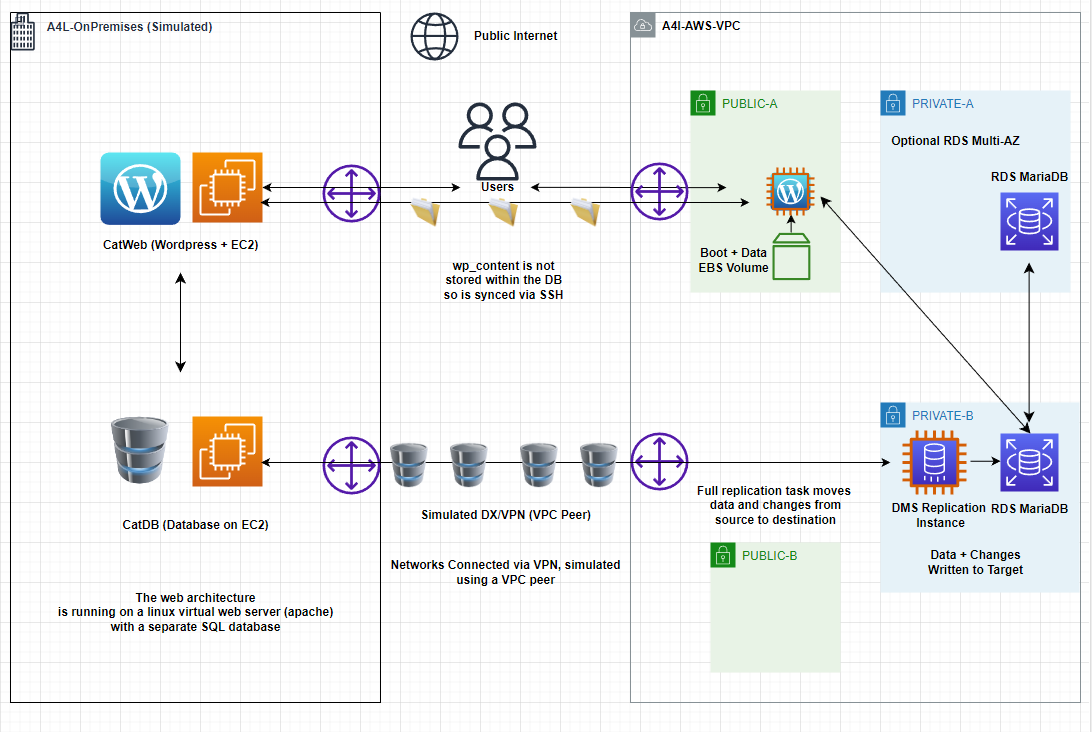 A4L-OnPremises (Simulated)
Public Internet
A4l-AWS-VPC
PUBLIC-A
PRIVATE-A
Optional RDS Multi-AZ
RDS MariaDB
Users
CatWeb (Wordpress + EC2)
Boot + Data
EBS Volume
wp_content is not
stored within the DB
so is synced via SSH
PRIVATE-B
CatDB (Database on EC2)
Simulated DX/VPN (VPC Peer)
Full replication task moves
data and changes from
source to destination
DMS Replication
Instance
RDS MariaDB
Networks Connected via VPN, simulated
using a VPC peer
PUBLIC-B
Data + Changes
Written to Target
The web architecture
is running on a linux virtual web server (apache)
with a separate SQL database